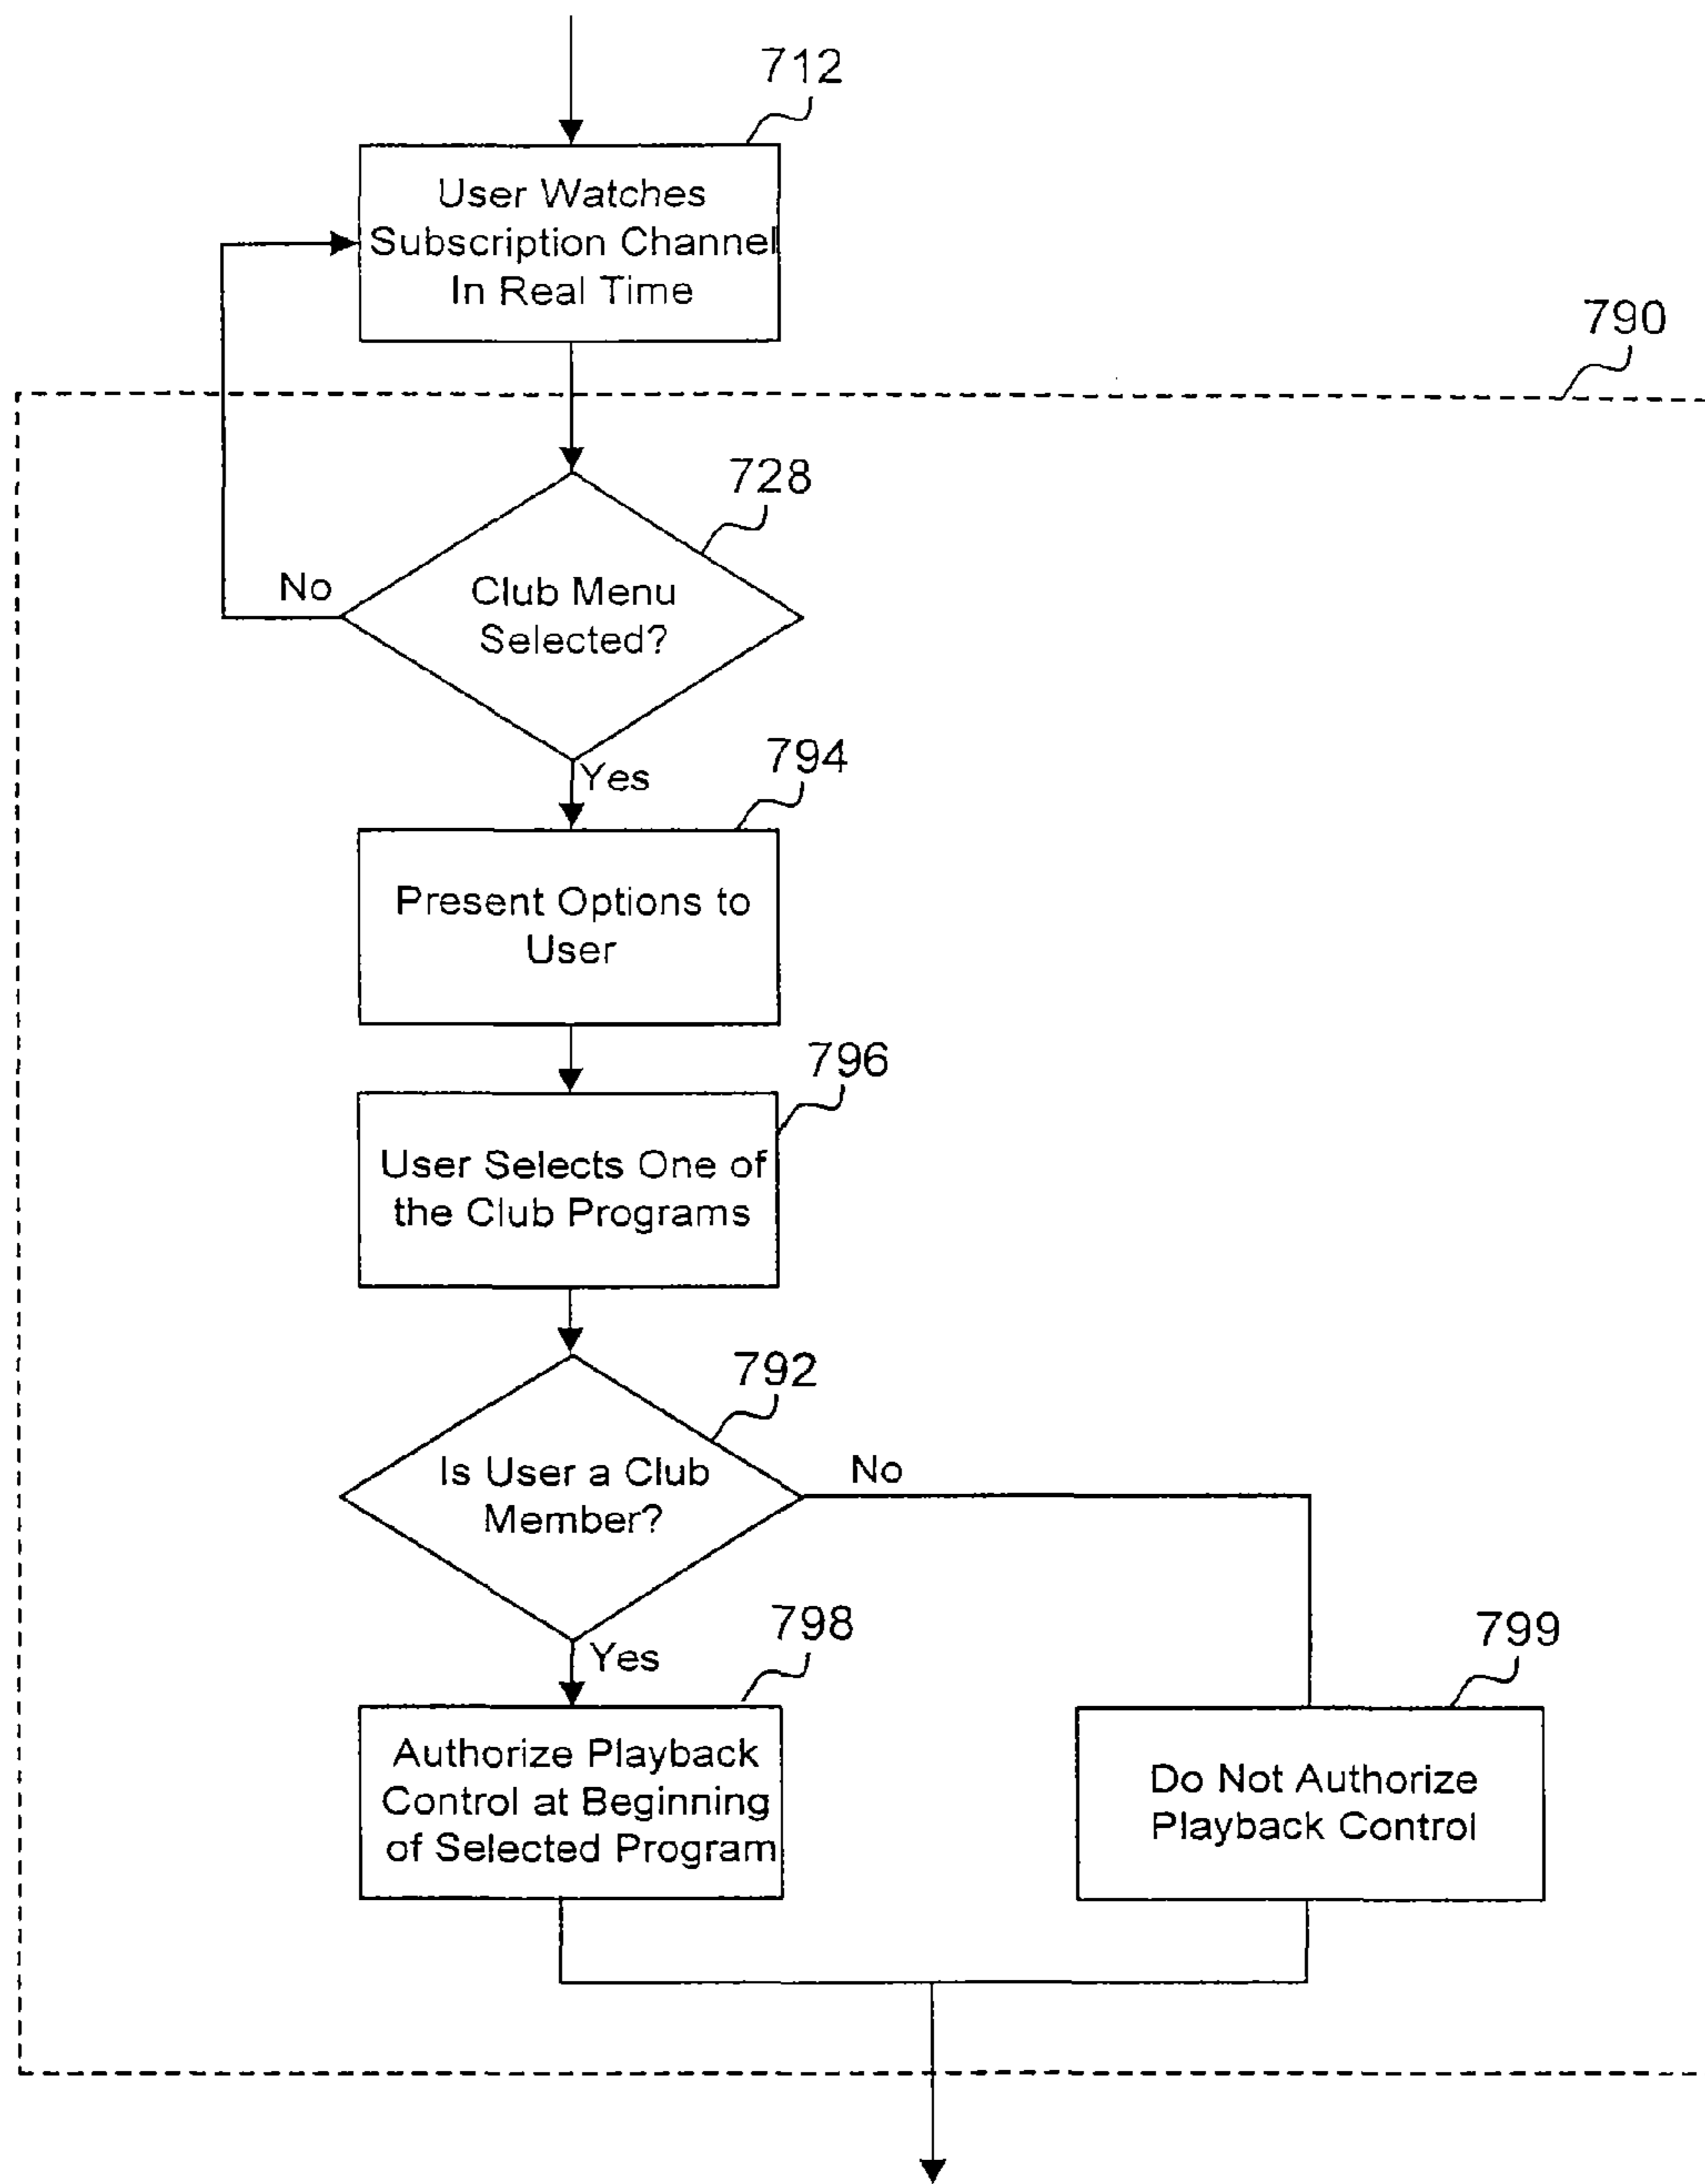 712
User Watches
Subscription Channel
In Real Time
790
728
No
Club Menu
Selected?
Yes
794
Present Options to
User
796
User Selects One of
the Club Programs
792
Is User a Club
Member?
No
Yes
798
799
Authorize Playback
Control at Beginning
of Selected Program
Do Not Authorize
Playback Control